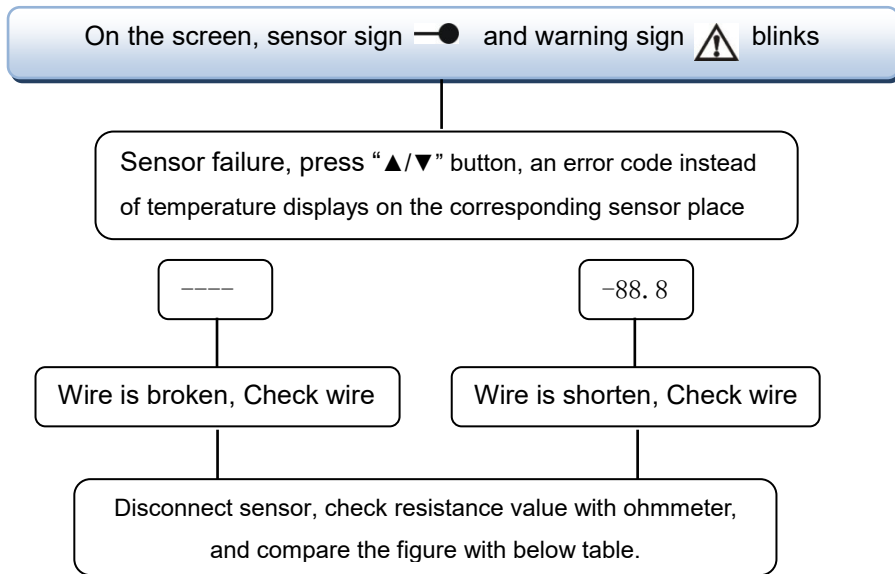 On the screen, sensor sign and warning sign blinks
Sensor failure, press “▲/▼” button, an error code instead
of temperature displays on the corresponding sensor place
————
-88.8
Wire is broken, Check wire
Wire is shorten, Check wire
Disconnect sensor, check resistance value with ohmmeter,
and compare the figure with below table.